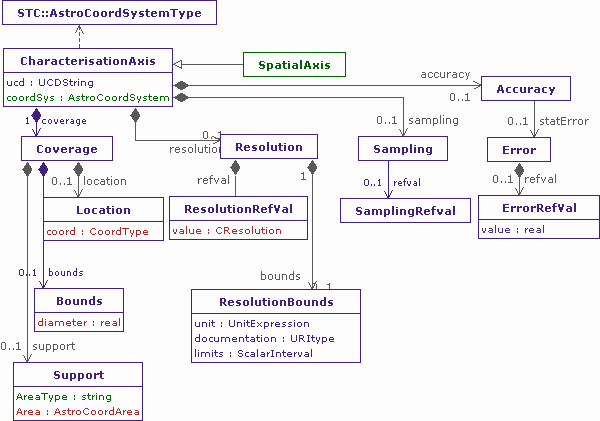 STC::AstroCoordSystemType
CharacterisationAxis
ucd : UCDString
coordSys : AstroCoordSystem
SpatialAxis
accuracy
0..1
Accuracy
1
coverage
0..1
resolution
0..1
sampling
0..1
statError
Coverage
Resolution
Sampling
Error
0..1
location
refval
1
0..1
refval
0..1
refval
Location
coord : CoordType
ResolutionRefVal
value : CResolution
SamplingRefval
ErrorRefVal
value : real
0..1
bounds
bounds
Bounds
diameter : real
ResolutionBounds
unit : UnitExpression
documentation : URItype
limits : ScalarInterval
0..1
support
Support
AreaType : string
Area : AstroCoordArea